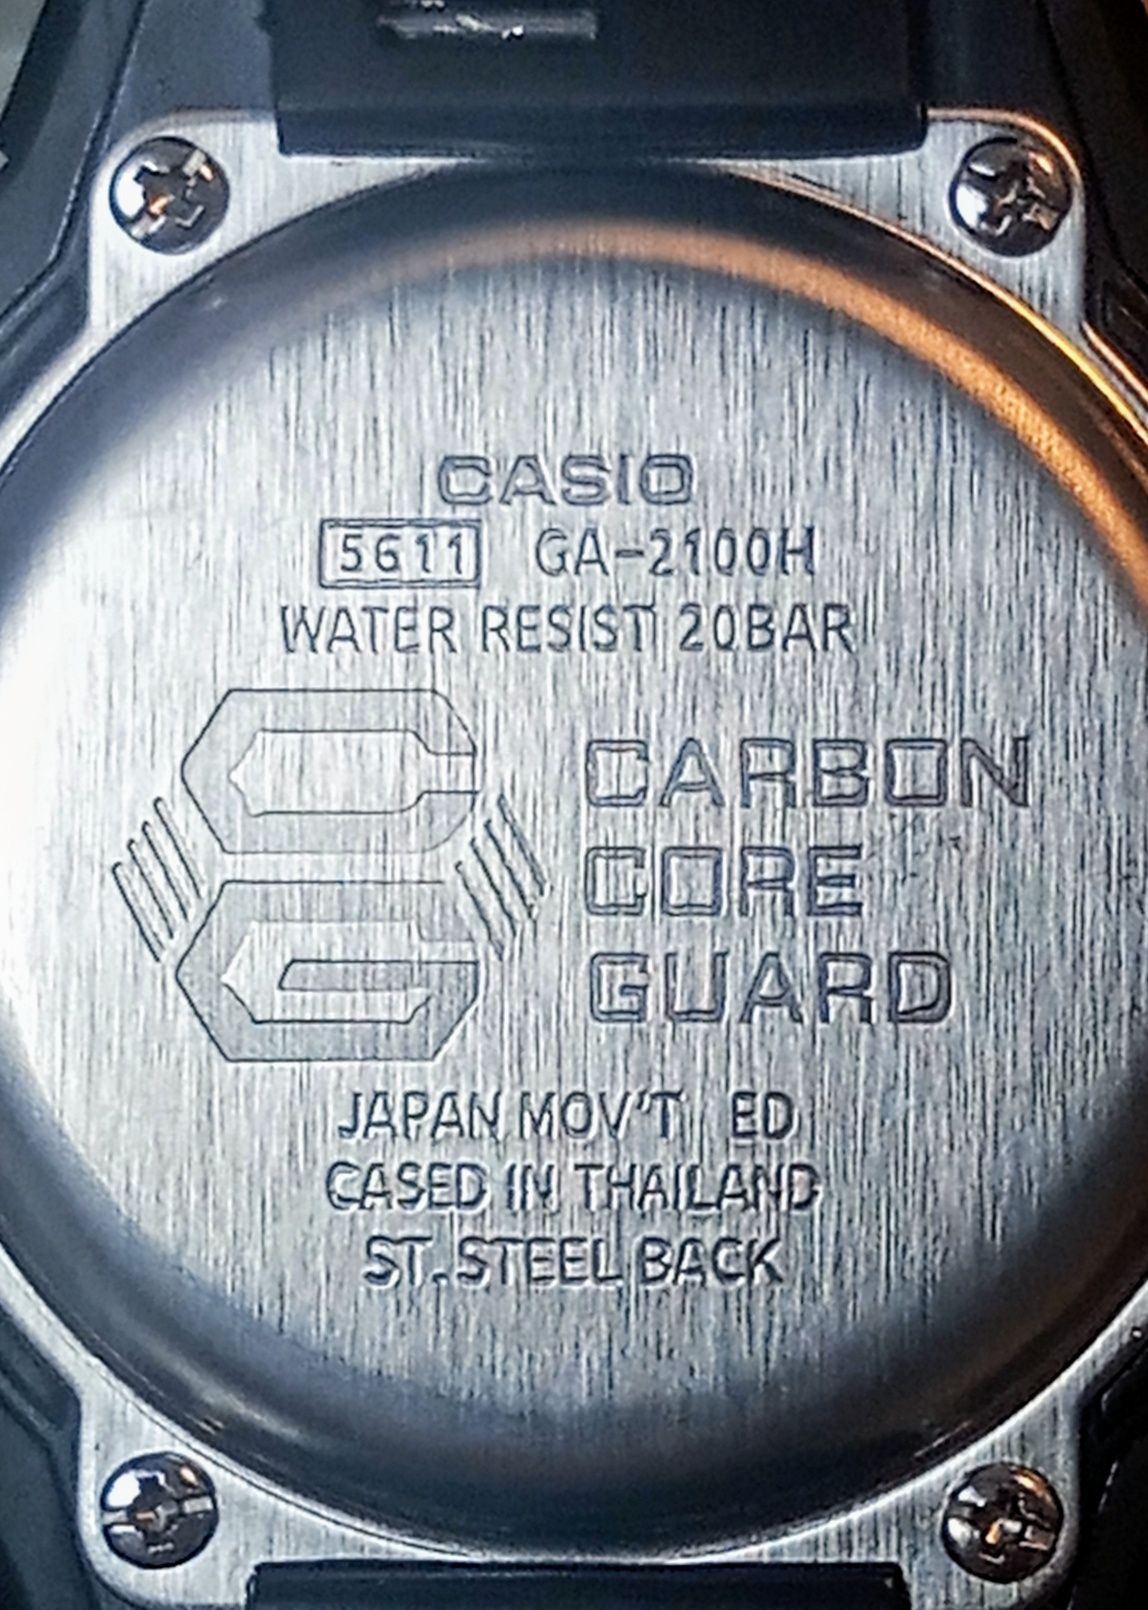 CASIO
5611 GA-2100H
WATER RESIST 20BAR
CARBON
CORE
GUARD
JAPAN MOV'T ED
CASED IN THAILAND
ST.STEEL BACK